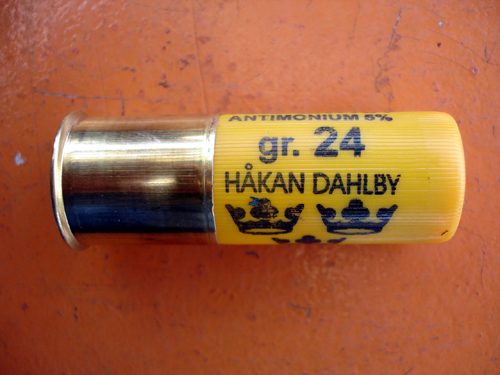 ANTIMONIUM 5%
gr. 24
HÅKAN DAHLBY